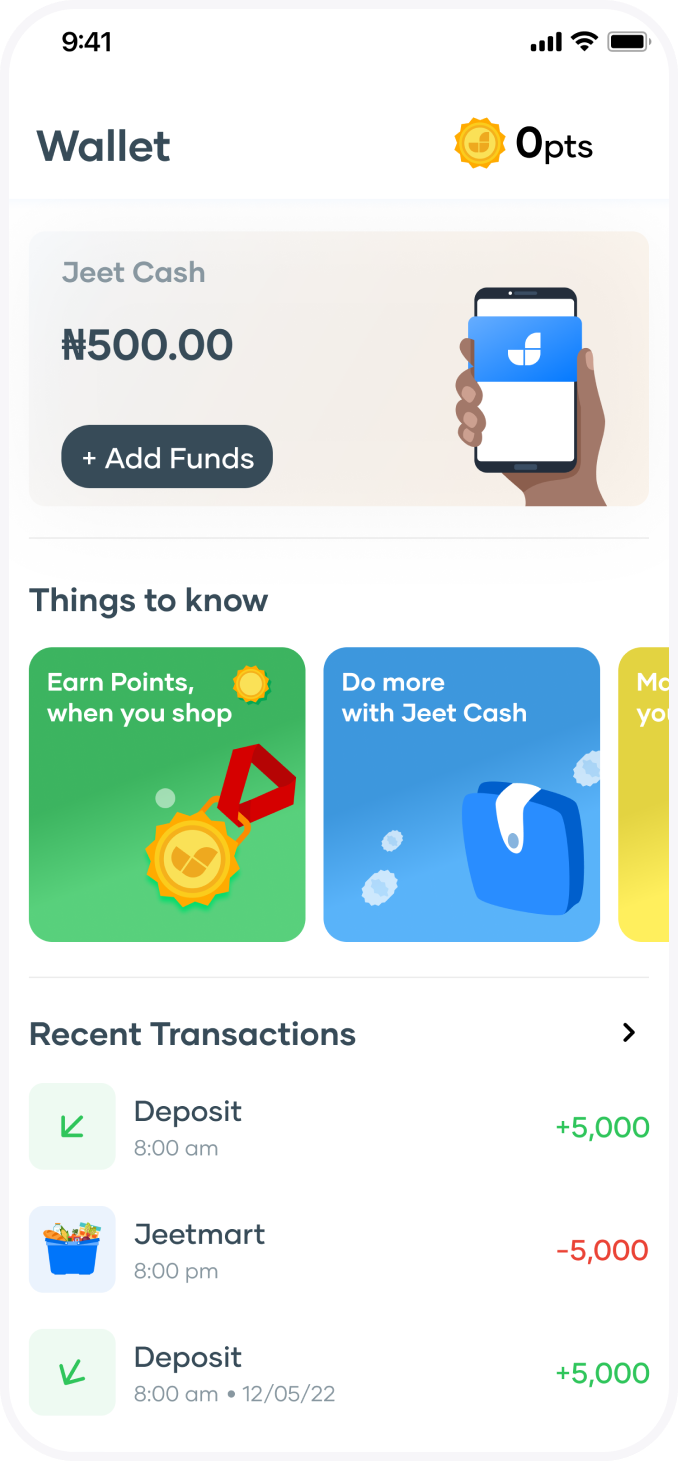 9:41
Wallet
0pts
Jeet Cash
₦500.00
+ Add Funds
Things to know
Earn Points,
when you shop
Do more
with Jeet Cash
Recent Transactions
Deposit
8:00 am
+5,000
Jeetmart
8:00 pm
-5,000
Deposit
8:00 am • 12/05/22
+5,000